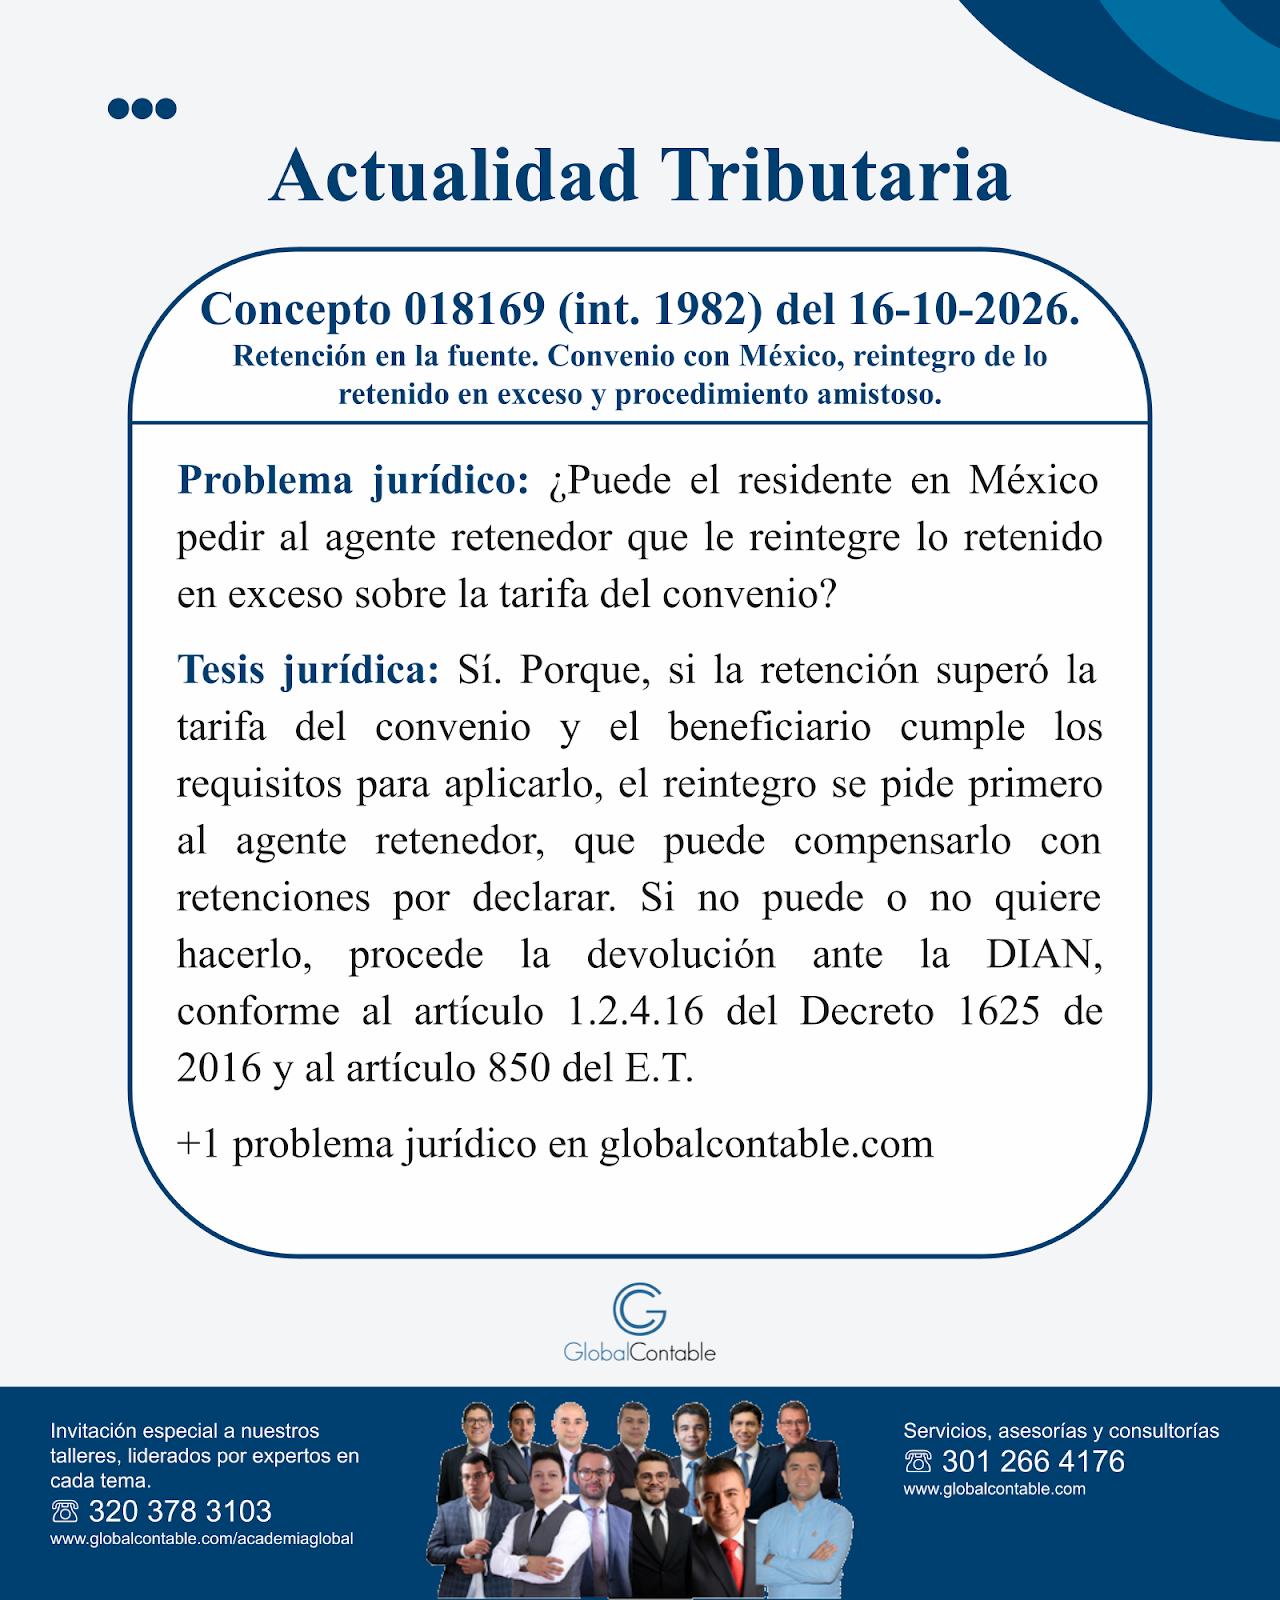 Actualidad Tributaria
Concepto 018169 (int. 1982) del 16-10-2026.
Retención en la fuente. Convenio con México, reintegro de lo
retenido en exceso y procedimiento amistoso.
Problema jurídico: ¿Puede el residente en México
pedir al agente retenedor que le reintegre lo retenido
en exceso sobre la tarifa del convenio?
Tesis jurídica: Sí. Porque, si la retención superó la
tarifa del convenio y el beneficiario cumple los
requisitos para aplicarlo, el reintegro se pide primero
al agente retenedor, que puede compensarlo con
retenciones por declarar. Si no puede o no quiere
hacerlo, procede la devolución ante la DIAN,
conforme al artículo 1.2.4.16 del Decreto 1625 de
2016 y al artículo 850 del E.T.
+1 problema jurídico en globalcontable.com
GlobalContable
Invitación especial a nuestros
talleres, liderados por expertos en
cada tema.
☏ 320 378 3103
www.globalcontable.com/academiaglobal
Servicios, asesorías y consultorías
☏ 301 266 4176
www.globalcontable.com